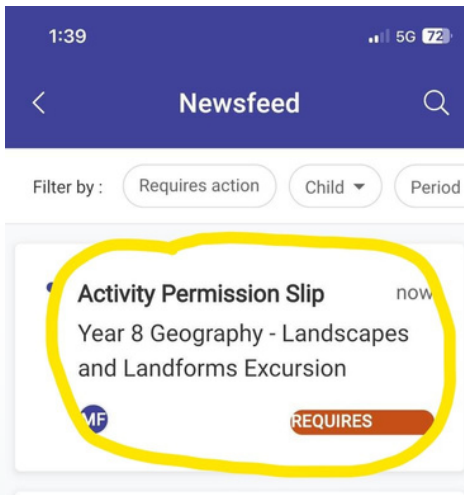 1:39 5G 72
Newsfeed
Filter by : Requires action Child Period
Activity Permission Slip now
Year 8 Geography - Landscapes
and Landforms Excursion
MF REQUIRES